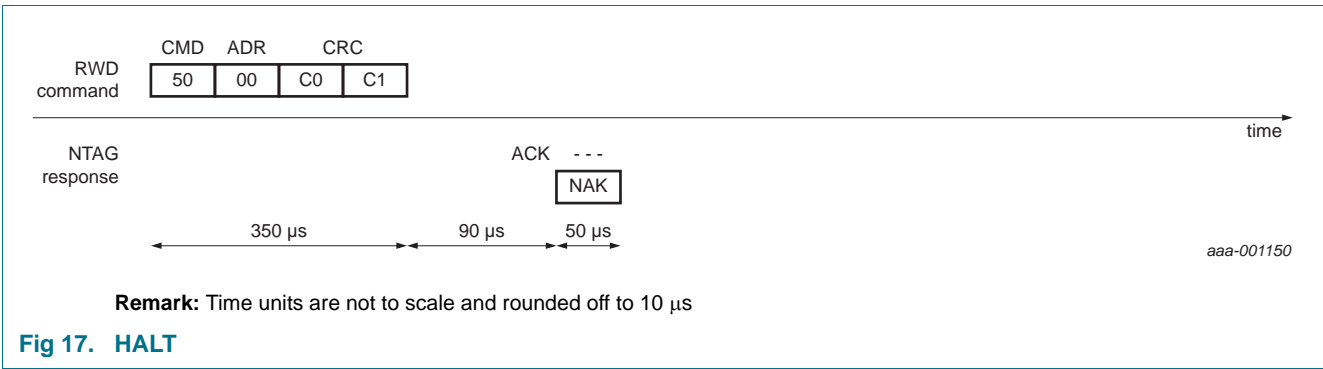 CMD ADR CRC
RWD
command
50 00 C0 C1
time
NTAG
response
ACK - - -
NAK
350 μs 90 μs 50 μs
aaa-001150
Remark: Time units are not to scale and rounded off to 10 μs
Fig 17. HALT